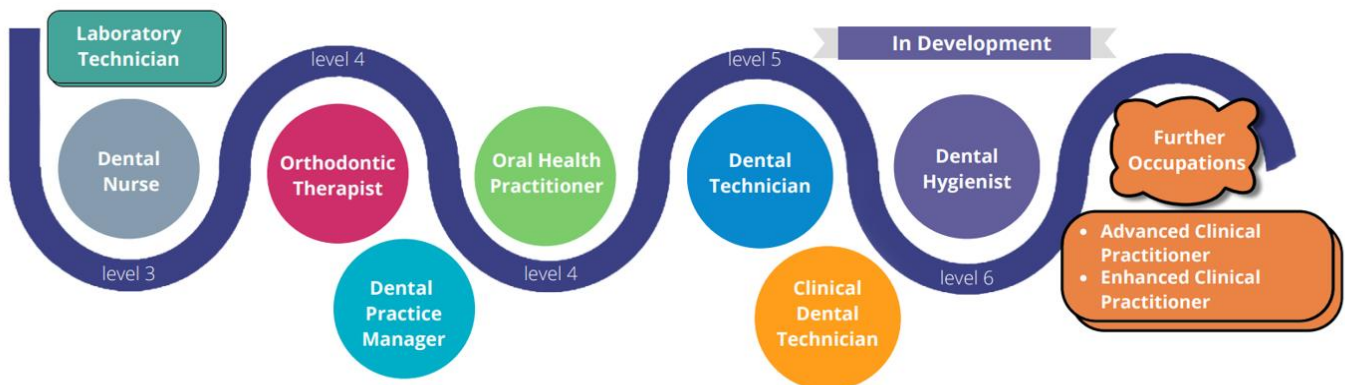 Laboratory
Technician
level 4
level 5
In Development
Dental
Nurse
Orthodontic
Therapist
Oral Health
Practitioner
Dental
Technician
Dental
Hygienist
Further
Occupations
level 3
Dental
Practice
Manager
level 4
Clinical
Dental
Technician
level 6
• Advanced Clinical
Practitioner
• Enhanced Clinical
Practitioner